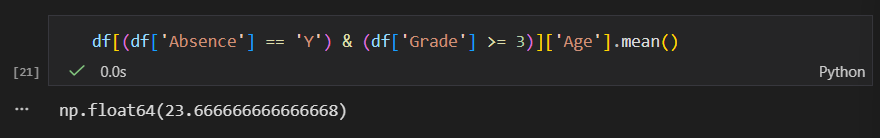 df[(df['Absence'] == 'Y') & (df['Grade'] >= 3)]['Age'].mean()
[21] ✓ 0.0s Python
... np.float64(23.666666666666668)